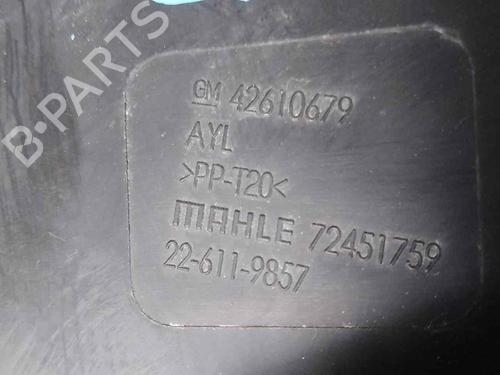 B-PARTS
GM 42610679
AYL
>PP-T20<
MAHLE 72451759
22-611-9857